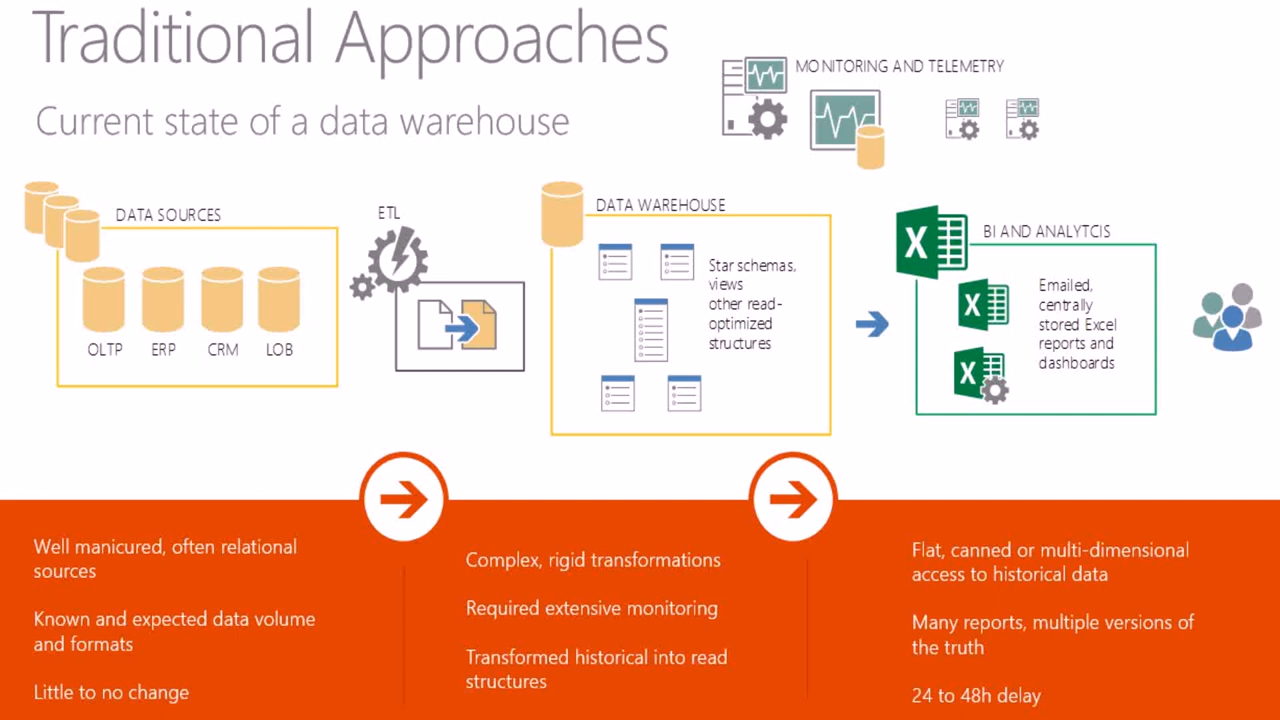 Traditional Approaches
Current state of a data warehouse
MONITORING AND TELEMETRY
DATA SOURCES
OLTP
ERP
CRM
LOB
ETL
DATA WAREHOUSE
Star schemas,
views
other read-
optimized
structures
BI AND ANALYTCIS
Emailed,
centrally
stored Excel
reports and
dashboards
Well manicured, often relational
sources
Known and expected data volume
and formats
Little to no change
Complex, rigid transformations
Required extensive monitoring
Transformed historical into read
structures
Flat, canned or multi-dimensional
access to historical data
Many reports, multiple versions of
the truth
24 to 48h delay